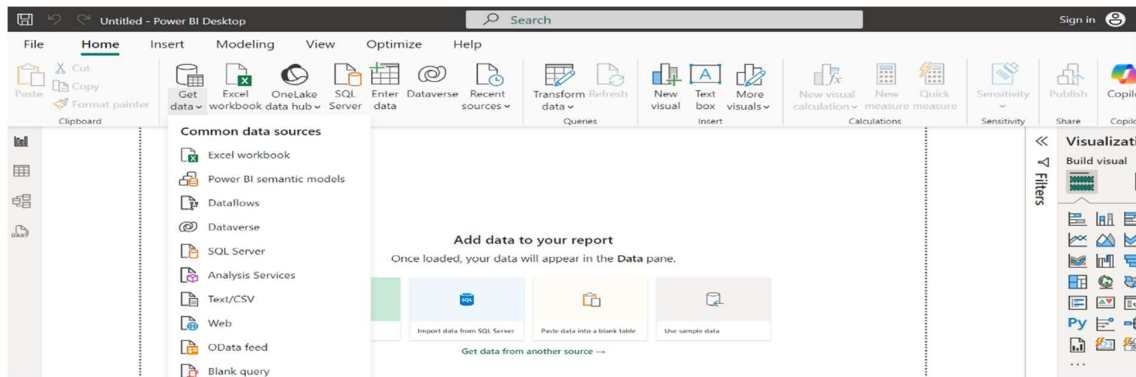 Untitled - Power BI Desktop
Search
Sign in
File Home Insert Modeling View Optimize Help
Paste
Cut
Copy
Format painter
Clipboard
Get data
Excel workbook
OneLake data hub
SQL Server
Enter data
Dataverse
Recent sources
Transform data
Refresh
Queries
New visual
Text box
More visuals
Insert
New visual calculation
New measure
Quick measure
Calculations
Sensitivity
Sensitivity
Publish
Share
Copil
Copilo
Common data sources
Excel workbook
Power BI semantic models
Dataflows
Dataverse
SQL Server
Analysis Services
Text/CSV
Web
OData feed
Blank query
DAX
Add data to your report
Once loaded, your data will appear in the Data pane.
SQL
Import data from SQL Server
Paste data into a blank table
Use sample data
Get data from another source →
Filters
Visualizati
Build visual
Py
...